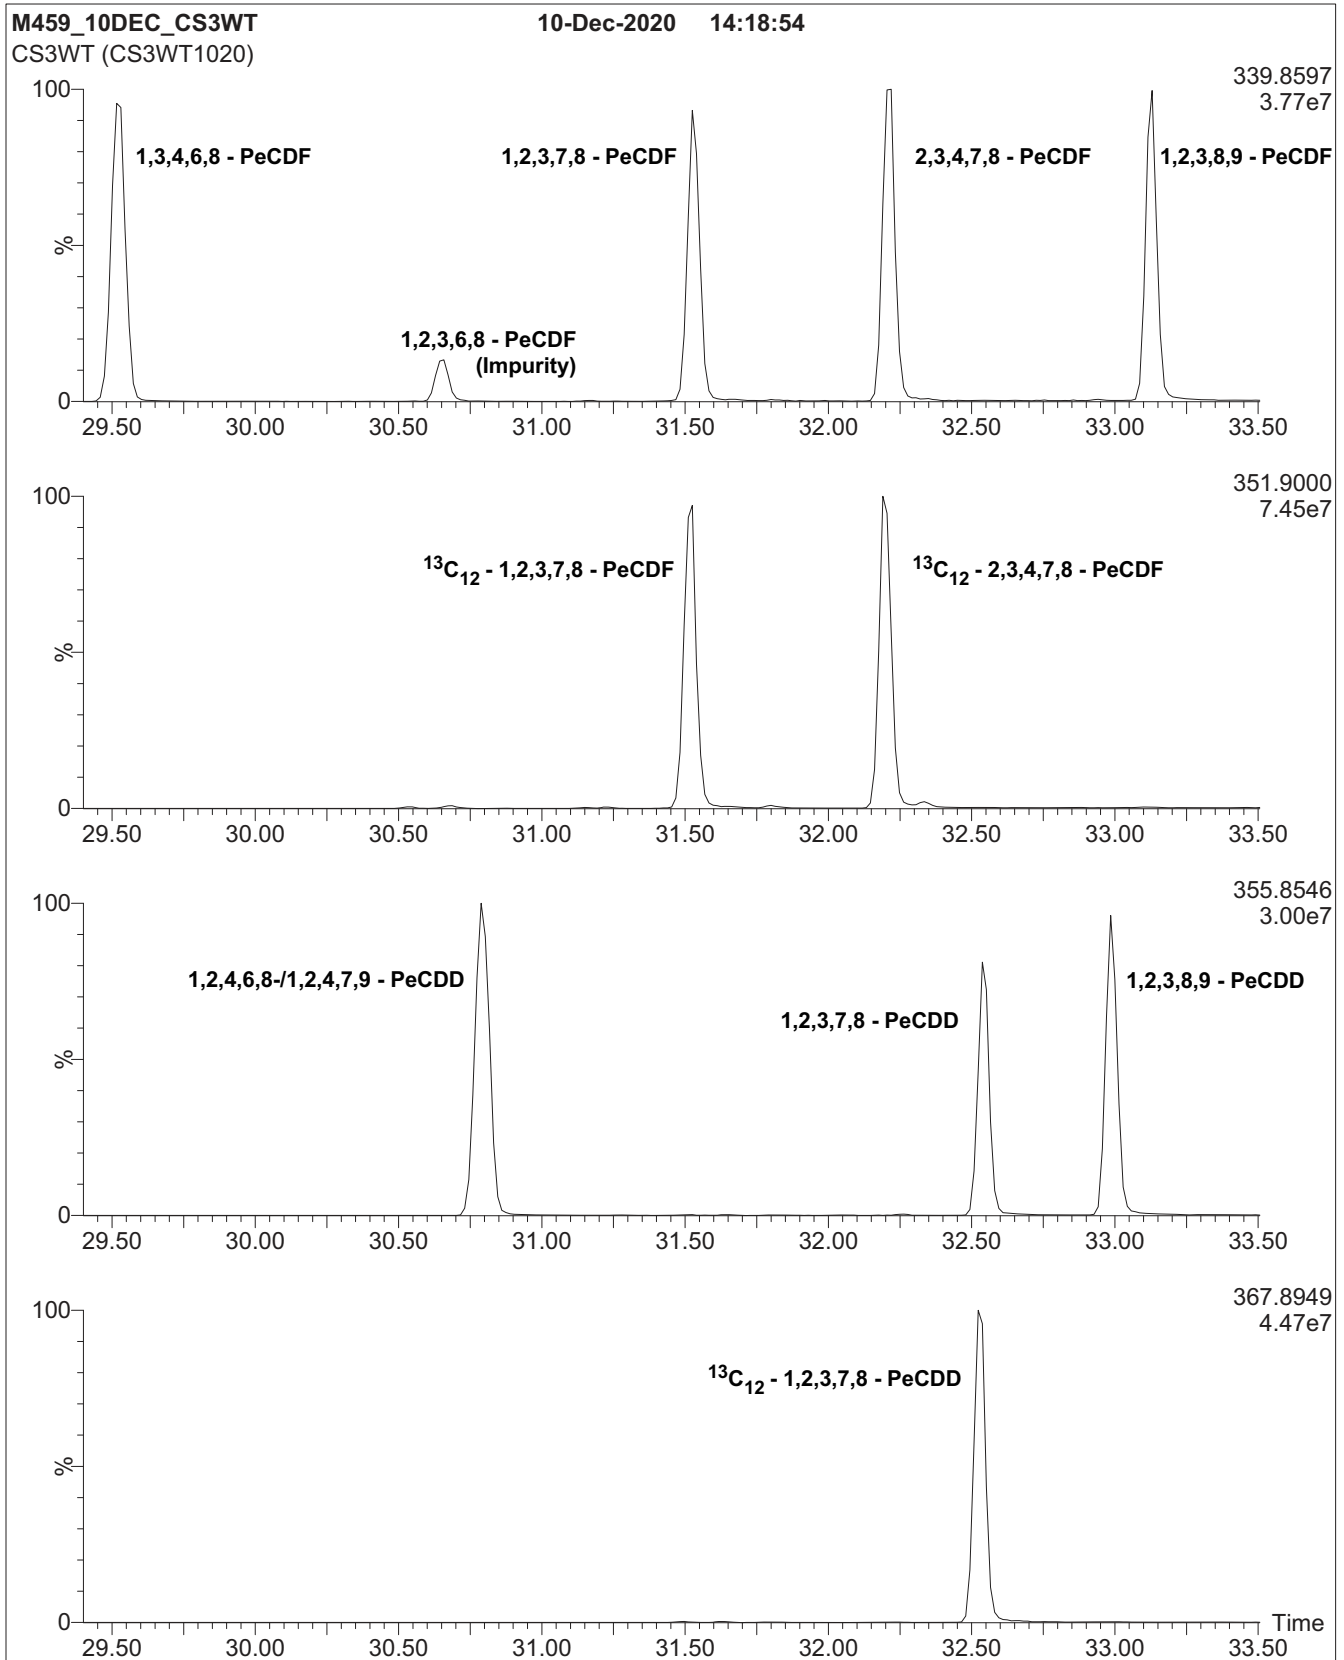 M459_10DEC_CS3WT 10-Dec-2020 14:18:54
CS3WT (CS3WT1020)
339.8597
3.77e7
100
%
0
1,3,4,6,8 - PeCDF
1,2,3,6,8 - PeCDF
(Impurity)
1,2,3,7,8 - PeCDF
2,3,4,7,8 - PeCDF
1,2,3,8,9 - PeCDF
29.50 30.00 30.50 31.00 31.50 32.00 32.50 33.00 33.50
351.9000
7.45e7
100
%
0
13C12 - 1,2,3,7,8 - PeCDF
13C12 - 2,3,4,7,8 - PeCDF
29.50 30.00 30.50 31.00 31.50 32.00 32.50 33.00 33.50
355.8546
3.00e7
100
%
0
1,2,4,6,8-/1,2,4,7,9 - PeCDD
1,2,3,7,8 - PeCDD
1,2,3,8,9 - PeCDD
29.50 30.00 30.50 31.00 31.50 32.00 32.50 33.00 33.50
367.8949
4.47e7
100
%
0
13C12 - 1,2,3,7,8 - PeCDD
Time
29.50 30.00 30.50 31.00 31.50 32.00 32.50 33.00 33.50